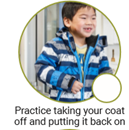 Practice taking your coat
off and putting it back on